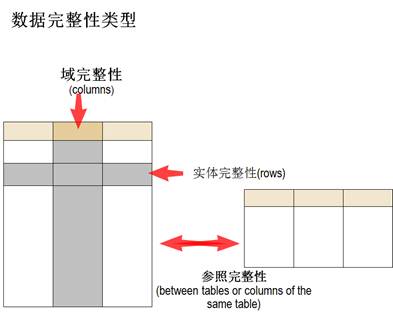 数据完整性类型
域完整性
(columns)
实体完整性(rows)
参照完整性
(between tables or columns of the
same table)